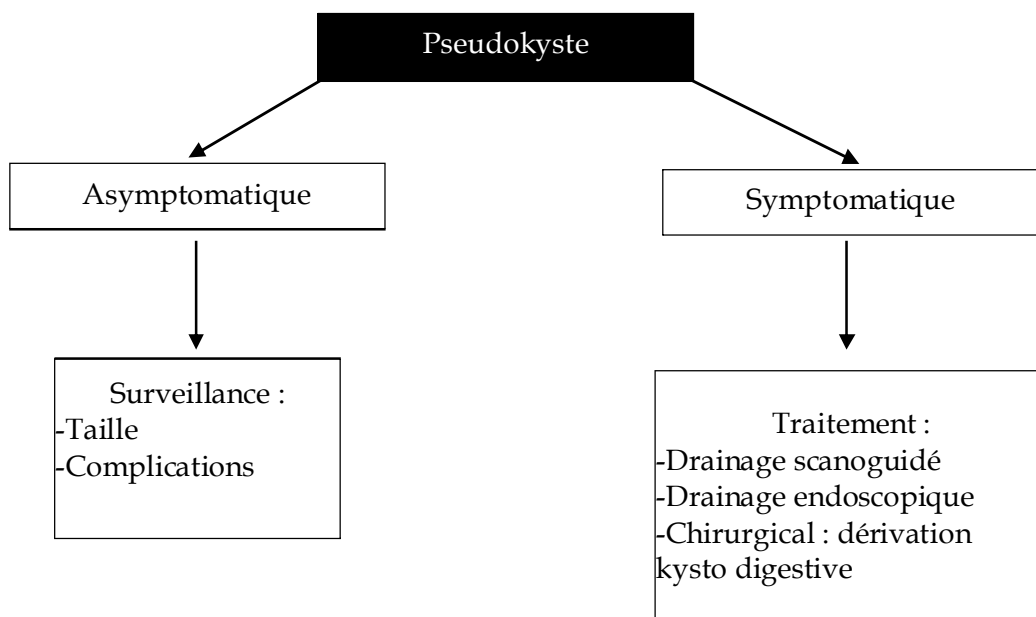 Pseudokyste
Asymptomatique
Symptomatique
Surveillance :
-Taille
-Complications
Traitement :
-Drainage scanoguidé
-Drainage endoscopique
-Chirurgical : dérivation
kysto digestive